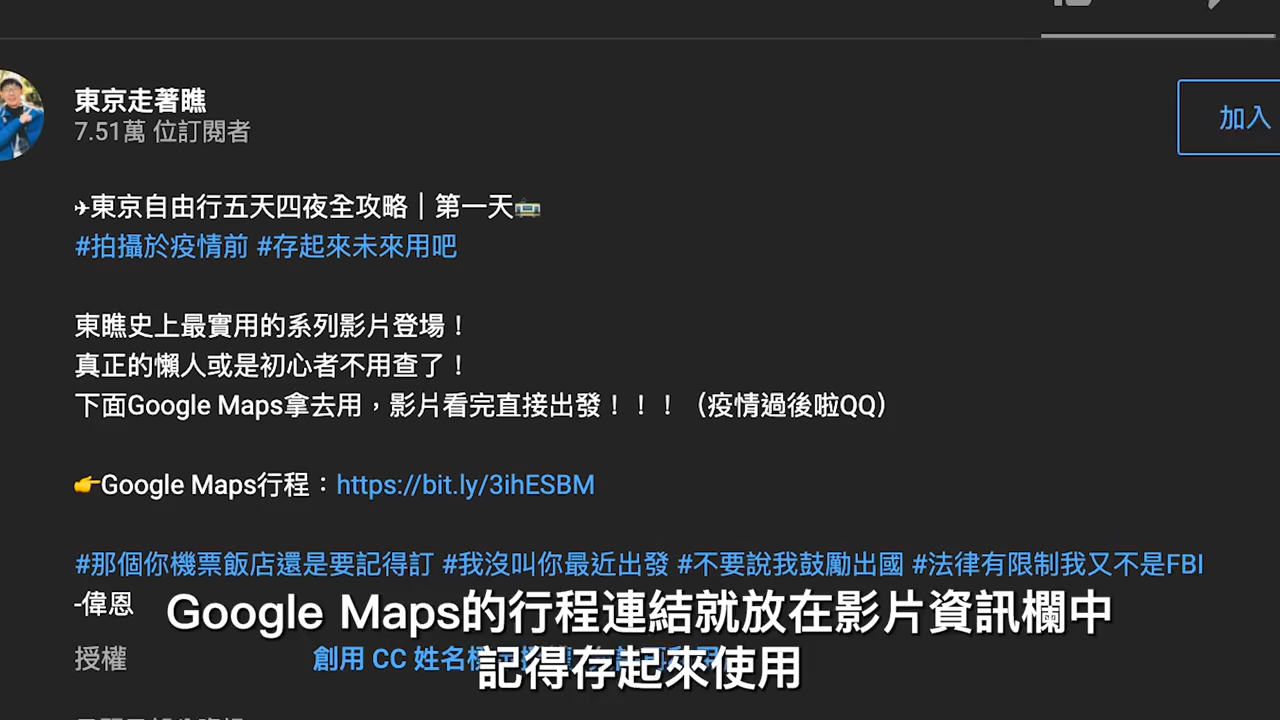 東京走著瞧
7.51萬 位訂閱者
加入
✈東京自由行五天四夜全攻略｜第一天🚃
#拍攝於疫情前 #存起來未來用吧
東瞧史上最實用的系列影片登場！
真正的懶人或是初心者不用查了！
下面Google Maps拿去用，影片看完直接出發！！！（疫情過後啦QQ）
👉Google Maps行程：https://bit.ly/3ihESBM
#那個你機票飯店還是要記得訂 #我沒叫你最近出發 #不要說我鼓勵出國 #法律有限制我又不是FBI
-偉恩
Google Maps的行程連結就放在影片資訊欄中
授權
創用 CC 姓名
記得存起來使用